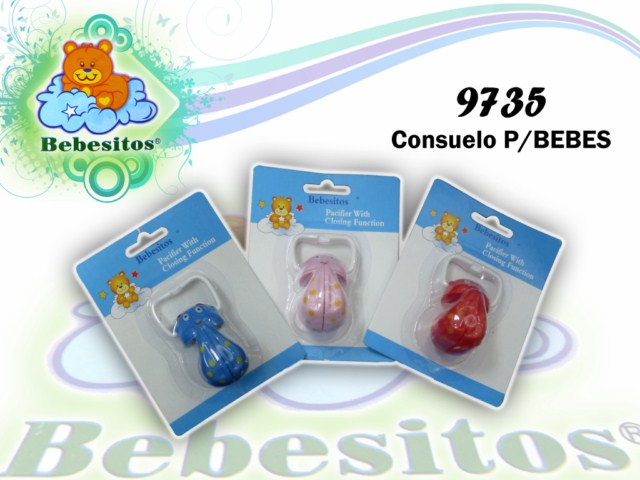 Bebesitos®
9735
Consuelo P/BEBES
Bebesitos
Pacifier With
Closing Function
Bebesitos
Pacifier With
Closing Function
Bebesitos
Pacifier With
Closing Function
Bebesitos®